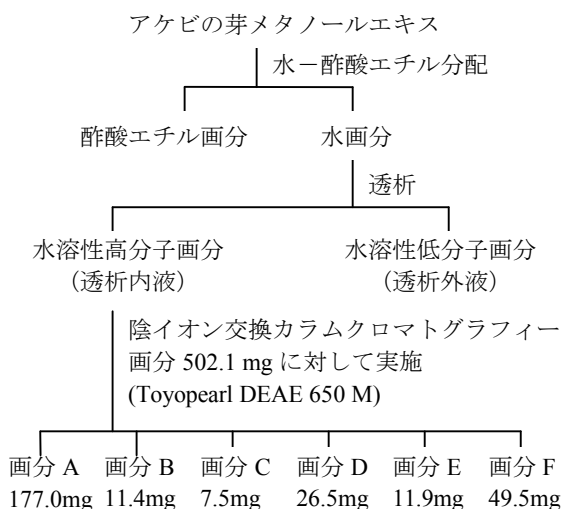 アケビの芽メタノールエキス
水－酢酸エチル分配
酢酸エチル画分 水画分
透析
水溶性高分子画分 水溶性低分子画分
（透析内液） （透析外液）
陰イオン交換カラムクロマトグラフィー
画分 502.1 mg に対して実施
(Toyopearl DEAE 650 M)
画分 A 画分 B 画分 C 画分 D 画分 E 画分 F
177.0mg 11.4mg 7.5mg 26.5mg 11.9mg 49.5mg